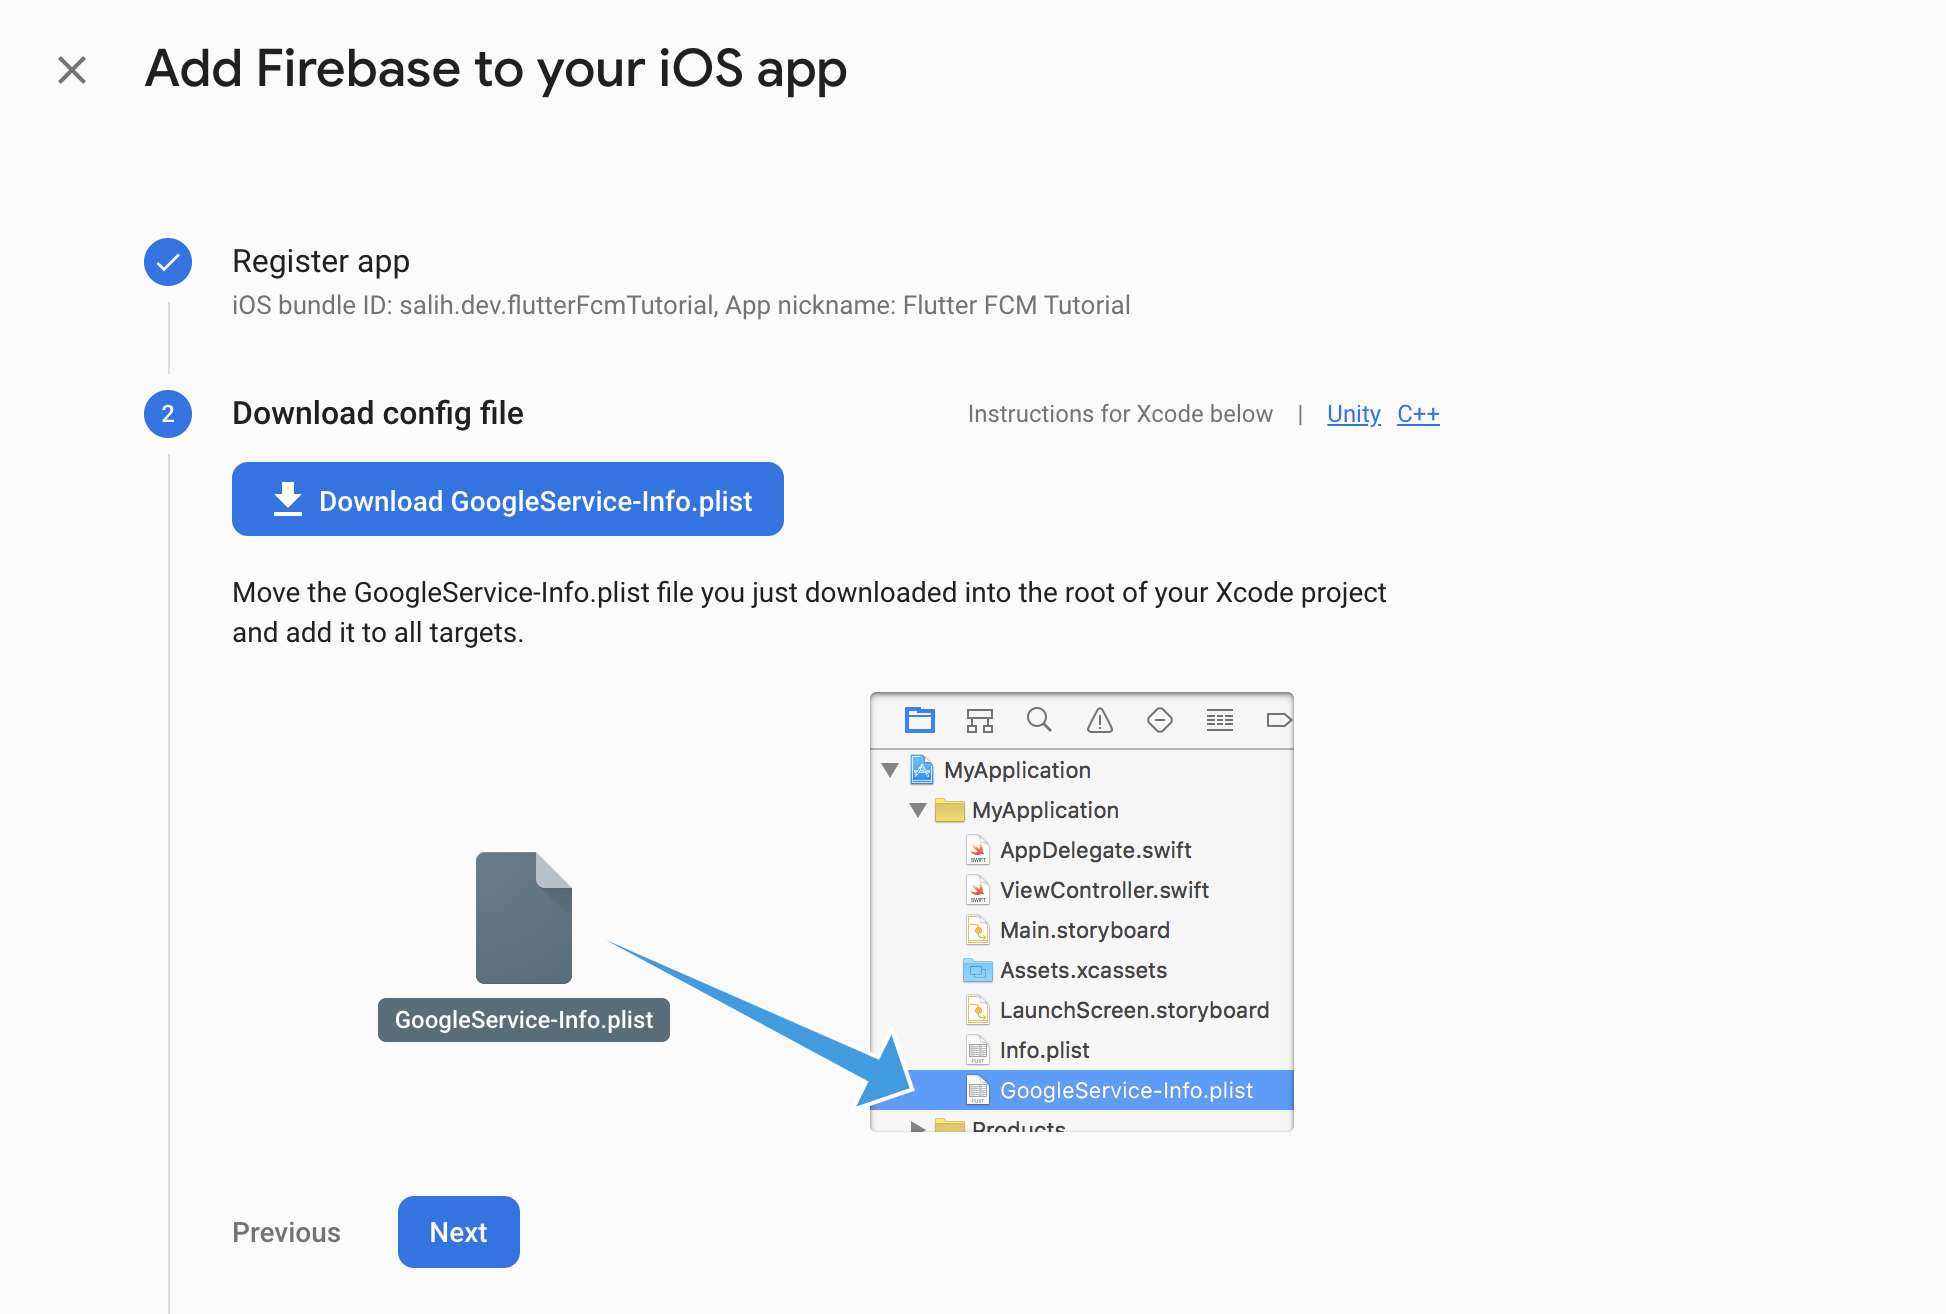 Add Firebase to your iOS app
Register app
iOS bundle ID: salih.dev.flutterFcmTutorial, App nickname: Flutter FCM Tutorial
2 Download config file
Instructions for Xcode below | Unity C++
Download GoogleService-Info.plist
Move the GoogleService-Info.plist file you just downloaded into the root of your Xcode project
and add it to all targets.
GoogleService-Info.plist
MyApplication
MyApplication
AppDelegate.swift
ViewController.swift
Main.storyboard
Assets.xcassets
LaunchScreen.storyboard
Info.plist
GoogleService-Info.plist
Products
Previous Next